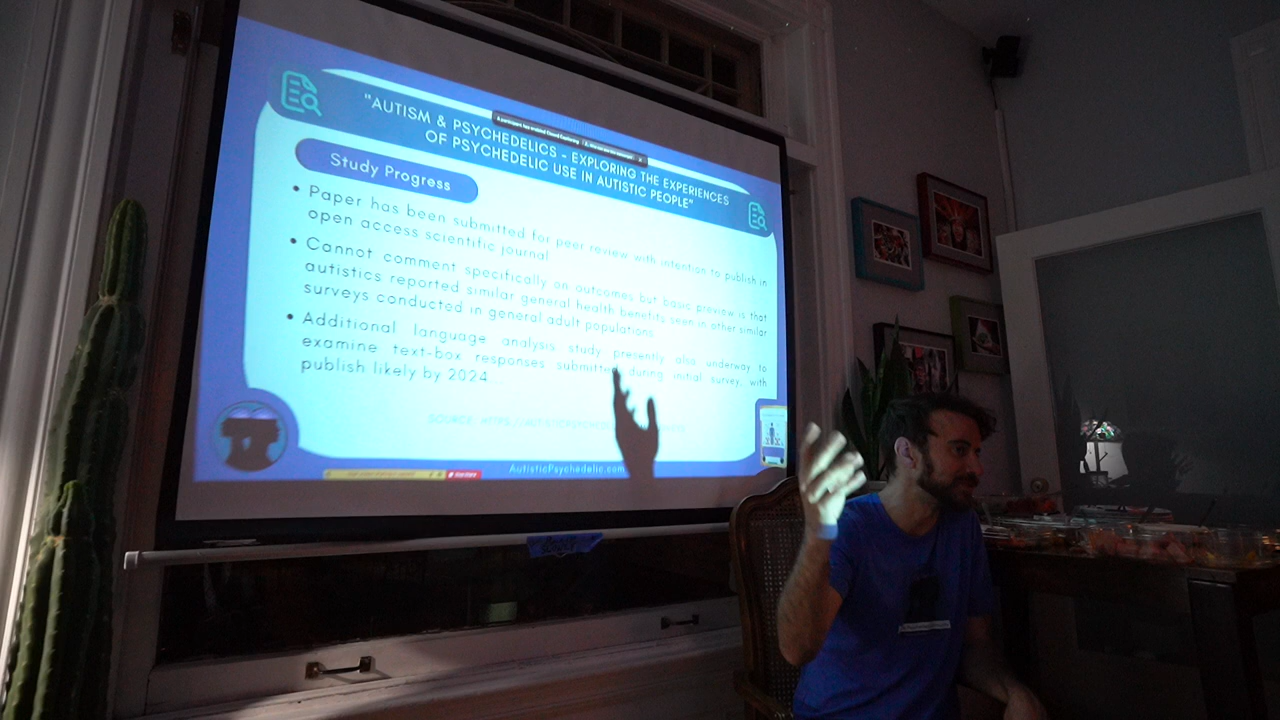 "AUTISM & PSYCHEDELICS - EXPLORING THE EXPERIENCES
OF PSYCHEDELIC USE IN AUTISTIC PEOPLE"
Study Progress
• Paper has been submitted for peer review with intention to publish in
open access scientific journal
• Cannot comment specifically on outcomes but basic preview is that
autistics reported similar general health benefits seen in other similar
surveys conducted in general adult populations
• Additional language analysis study presently also underway to
examine text-box responses submitted during initial survey, with
publish likely by 2024...
SOURCE:
AutisticPsychedelic.com